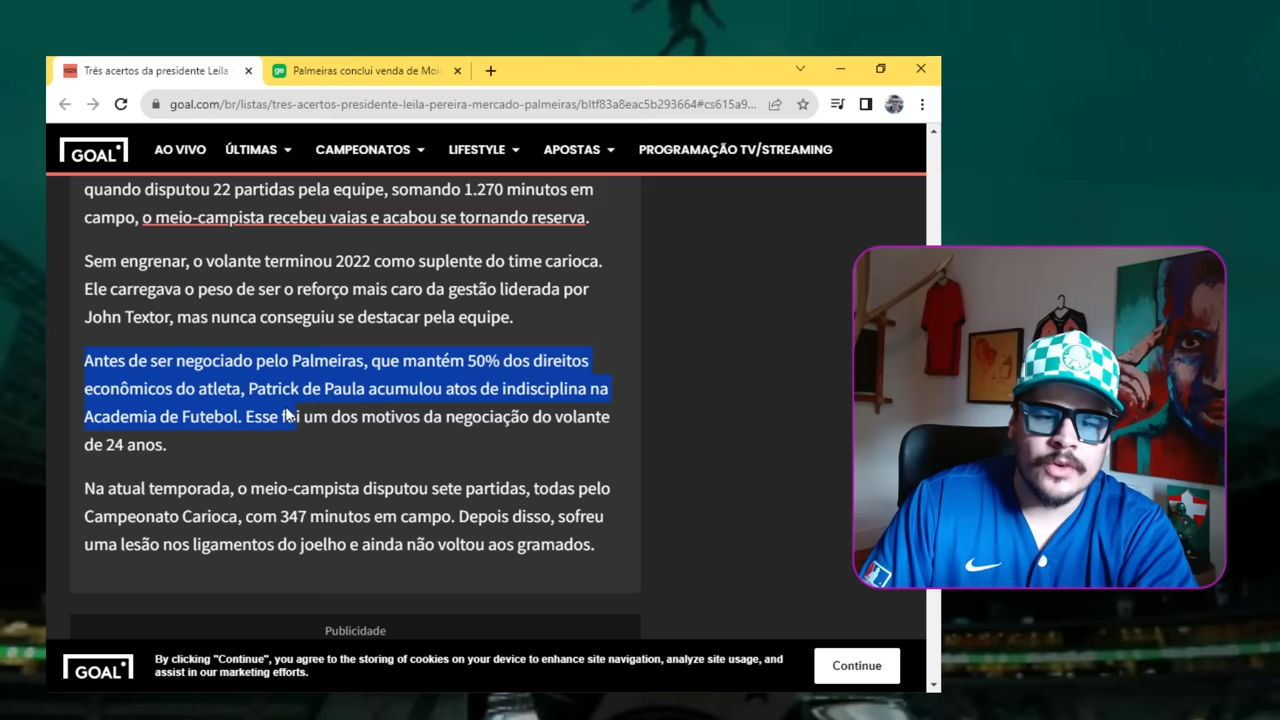 Três acertos da presidente Leila
ge
Palmeiras conclui venda de Moi
goal.com/br/listas/tres-acertos-presidente-leila-pereira-mercado-palmeiras/bltf83a8eac5b293664#cs615a9...
GOAL
AO VIVO
ÚLTIMAS
CAMPEONATOS
LIFESTYLE
APOSTAS
PROGRAMAÇÃO TV/STREAMING
quando disputou 22 partidas pela equipe, somando 1.270 minutos em
campo, o meio-campista recebeu vaias e acabou se tornando reserva.
Sem engrenar, o volante terminou 2022 como suplente do time carioca.
Ele carregava o peso de ser o reforço mais caro da gestão liderada por
John Textor, mas nunca conseguiu se destacar pela equipe.
Antes de ser negociado pelo Palmeiras, que mantém 50% dos direitos
econômicos do atleta, Patrick de Paula acumulou atos de indisciplina na
Academia de Futebol. Esse foi um dos motivos da negociação do volante
de 24 anos.
Na atual temporada, o meio-campista disputou sete partidas, todas pelo
Campeonato Carioca, com 347 minutos em campo. Depois disso, sofreu
uma lesão nos ligamentos do joelho e ainda não voltou aos gramados.
Publicidade
GOAL
By clicking "Continue", you agree to the storing of cookies on your device to enhance site navigation, analyze site usage, and
assist in our marketing efforts.
Continue